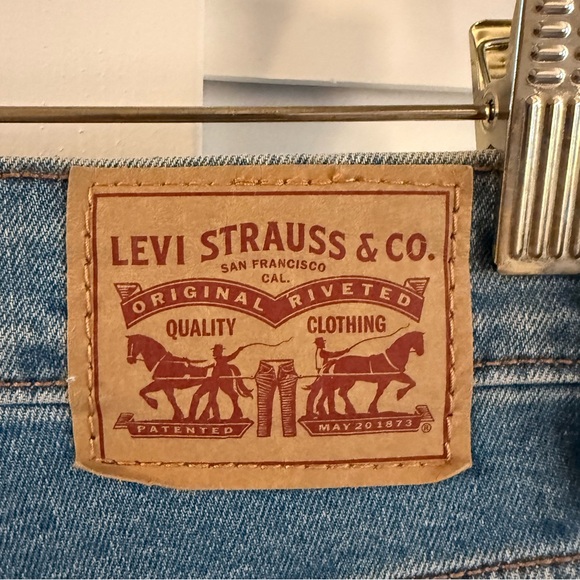 LEVI STRAUSS & CO.
SAN FRANCISCO
CAL.
ORIGINAL RIVETED
QUALITY CLOTHING
PATENTED MAY 20 1873 ®